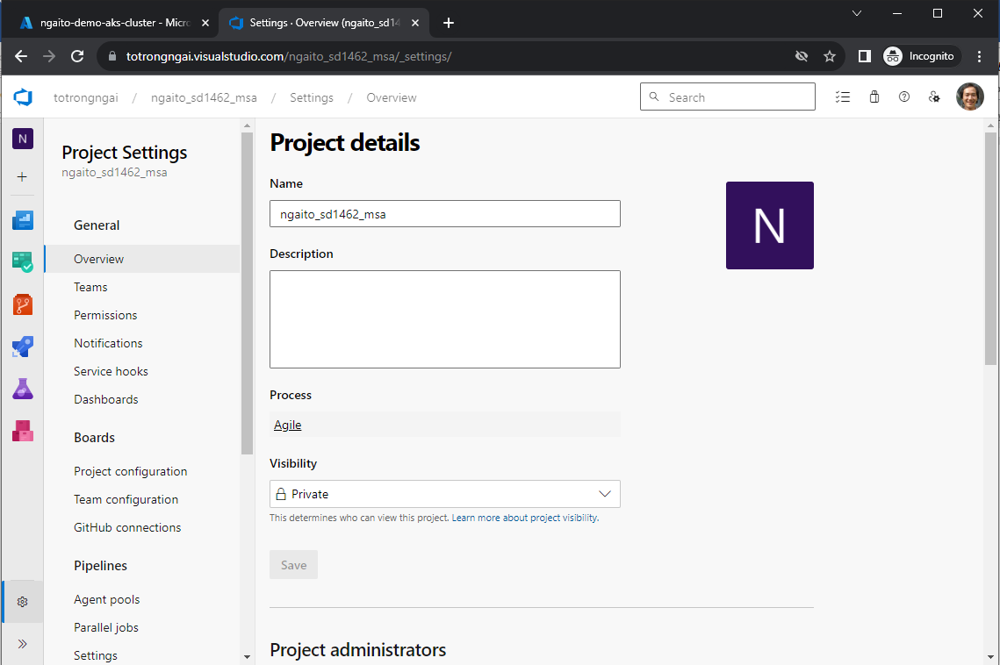 ngaito-demo-aks-cluster - Micro
Settings · Overview (ngaito_sd14
totrongngai.visualstudio.com/ngaito_sd1462_msa/_settings/
Incognito
totrongngai / ngaito_sd1462_msa / Settings / Overview
Search
N
Project Settings
ngaito_sd1462_msa
General
Overview
Teams
Permissions
Notifications
Service hooks
Dashboards
Boards
Project configuration
Team configuration
GitHub connections
Pipelines
Agent pools
Parallel jobs
Settings
Project details
Name
ngaito_sd1462_msa
N
Description
Process
Agile
Visibility
Private
This determines who can view this project. Learn more about project visibility.
Save
Project administrators